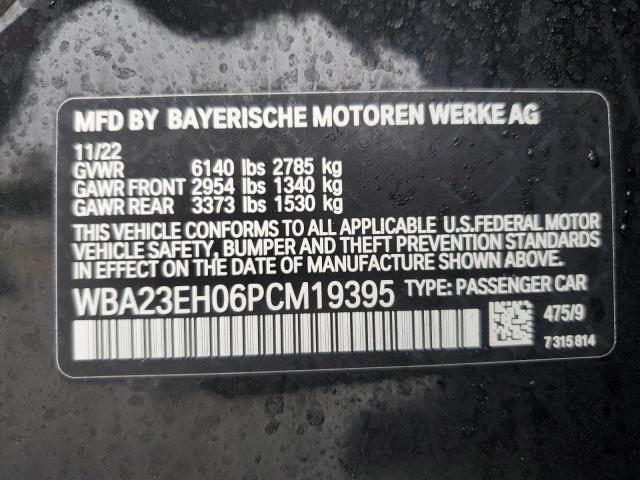 MFD BY BAYERISCHE MOTOREN WERKE AG
11/22
GVWR 6140 lbs 2785 kg
GAWR FRONT 2954 lbs 1340 kg
GAWR REAR 3373 lbs 1530 kg
THIS VEHICLE CONFORMS TO ALL APPLICABLE U.S.FEDERAL MOTOR
VEHICLE SAFETY, BUMPER AND THEFT PREVENTION STANDARDS
IN EFFECT ON THE DATE OF MANUFACTURE SHOWN ABOVE.
WBA23EH06PCM19395 TYPE: PASSENGER CAR
475/9
7 315 814